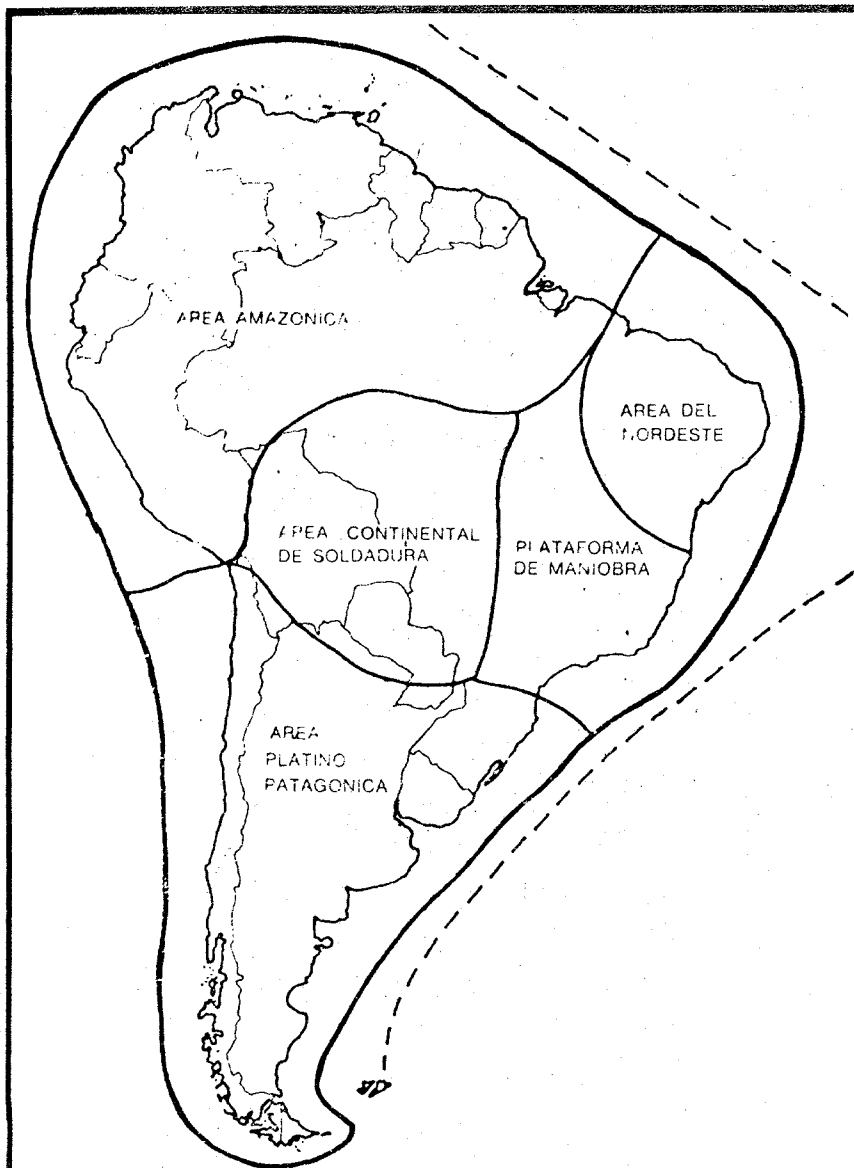 AREA AMAZONICA
AREA DEL
NORDESTE
AREA CONTINENTAL
DE SOLDADURA
PLATAFORMA
DE MANIOBRA
AREA
PLATINO
PATAGONICA